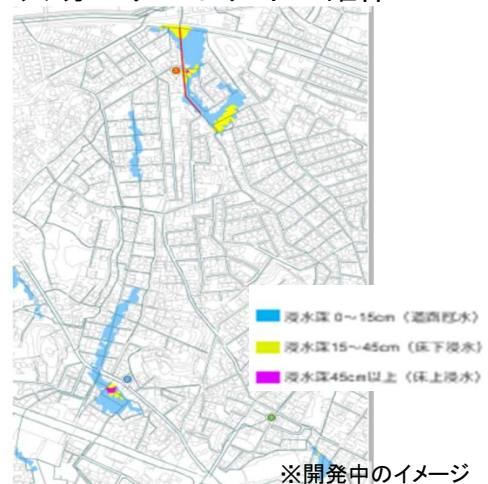 浸水深 0~15cm(道路冠水)
浸水深15~45cm(床下浸水)
浸水深45cm以上(床上浸水)
※開発中のイメージ